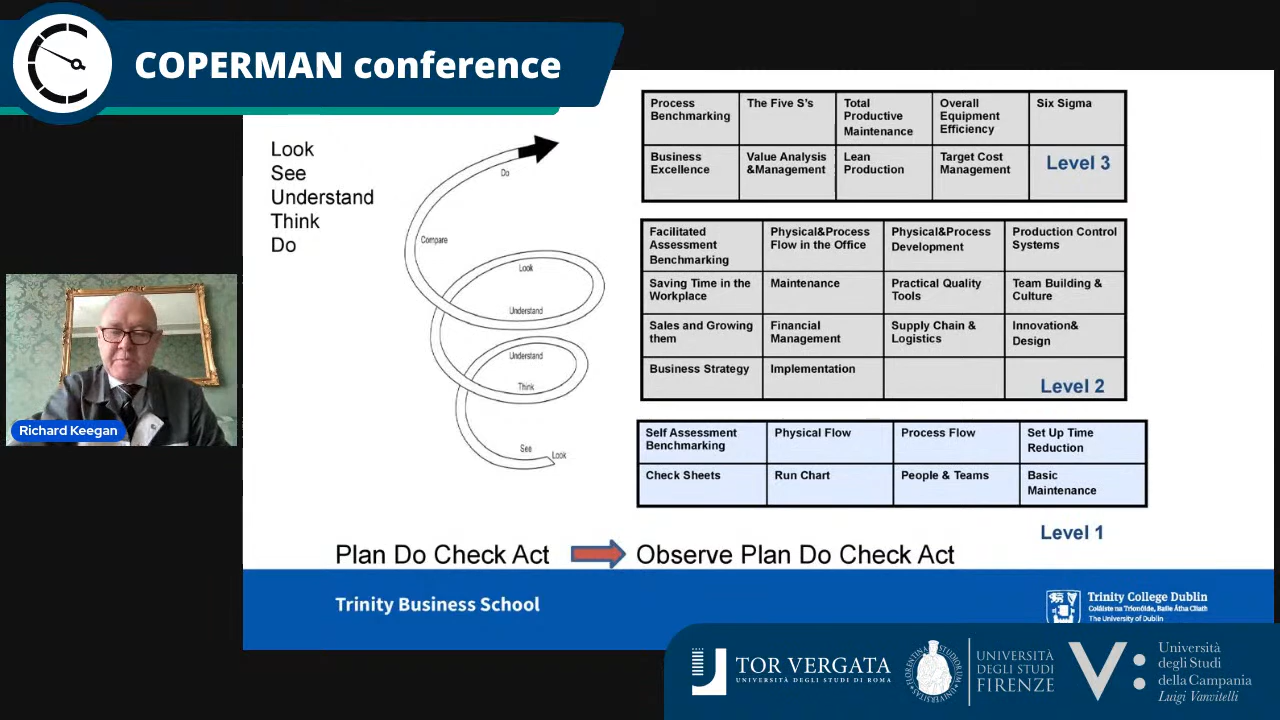 COPERMAN conference
Look
See
Understand
Think
Do
Do
Compare
Look
Understand
Understand
Think
See
Look
Process
Benchmarking
The Five S's
Total
Productive
Maintenance
Overall
Equipment
Efficiency
Six Sigma
Business
Excellence
Value Analysis
&Management
Lean
Production
Target Cost
Management
Level 3
Facilitated
Assessment
Benchmarking
Physical&Process
Flow in the Office
Physical&Process
Development
Production Control
Systems
Saving Time in the
Workplace
Maintenance
Practical Quality
Tools
Team Building &
Culture
Sales and Growing
them
Financial
Management
Supply Chain &
Logistics
Innovation&
Design
Business Strategy
Implementation
Level 2
Self Assessment
Benchmarking
Physical Flow
Process Flow
Set Up Time
Reduction
Check Sheets
Run Chart
People & Teams
Basic
Maintenance
Level 1
Plan Do Check Act
Observe Plan Do Check Act
Richard Keegan
Trinity Business School
Trinity College Dublin
Coláiste na Tríonóide, Baile Átha Cliath
The University of Dublin
TOR VERGATA
UNIVERSITÀ DEGLI STUDI DI ROMA
UNIVERSITÀ
DEGLI STUDI
FIRENZE
V:
Università
degli Studi
della Campania
Luigi Vanvitelli